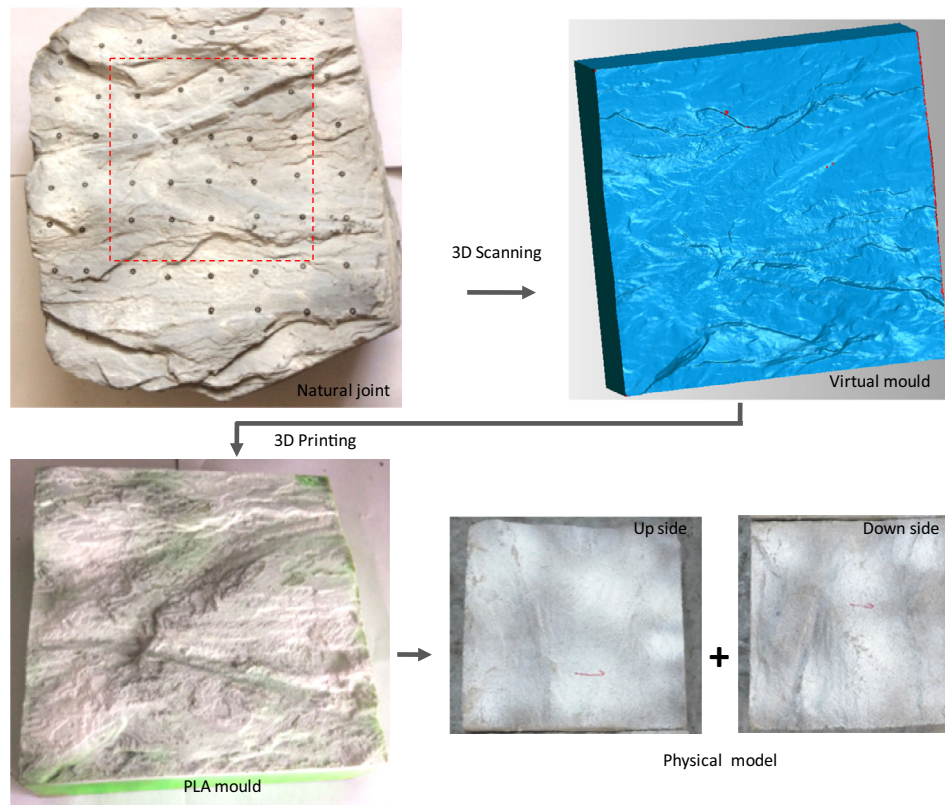 Natural joint
3D Scanning
Virtual mould
3D Printing
PLA mould
Up side
+
Down side
Physical model